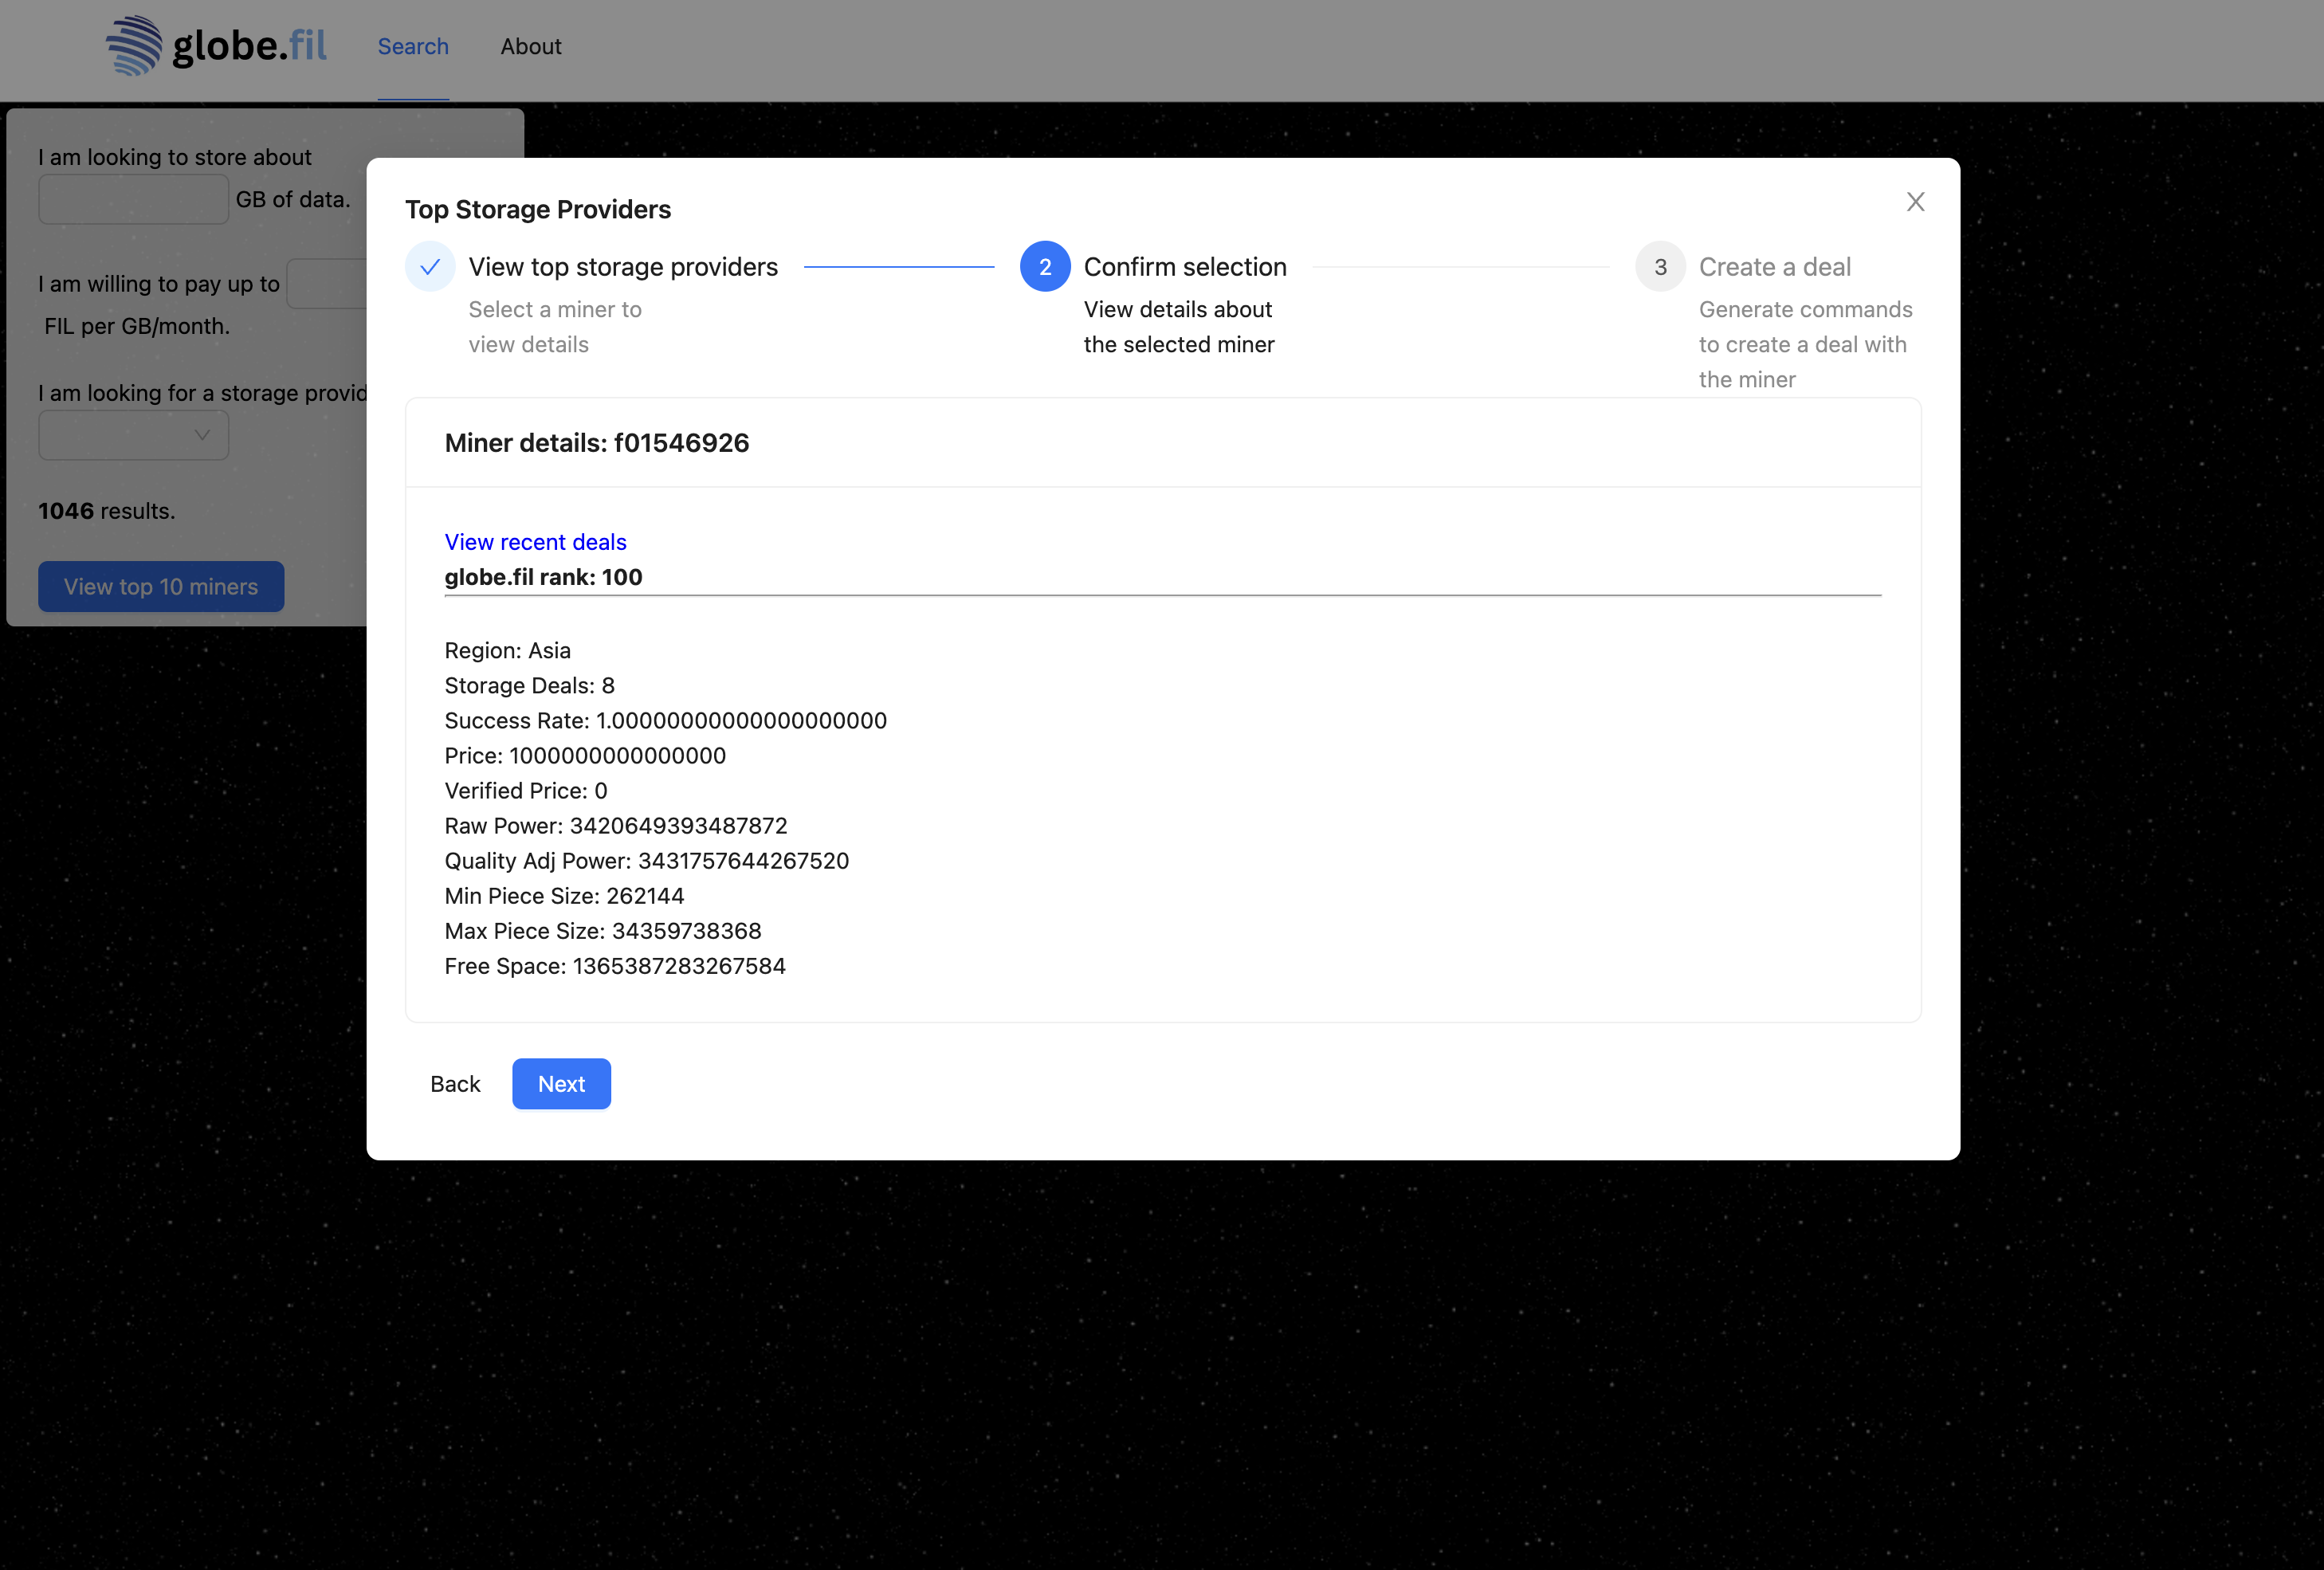 globe.fil
Search
About
I am looking to store about
GB of data.
I am willing to pay up to
FIL per GB/month.
I am looking for a storage provid
1046 results.
View top 10 miners
Top Storage Providers
View top storage providers
Select a miner to
view details
2
Confirm selection
View details about
the selected miner
3
Create a deal
Generate commands
to create a deal with
the miner
Miner details: f01546926
View recent deals
globe.fil rank: 100
Region: Asia
Storage Deals: 8
Success Rate: 1.00000000000000000000
Price: 1000000000000000
Verified Price: 0
Raw Power: 3420649393487872
Quality Adj Power: 3431757644267520
Min Piece Size: 262144
Max Piece Size: 34359738368
Free Space: 1365387283267584
Back
Next